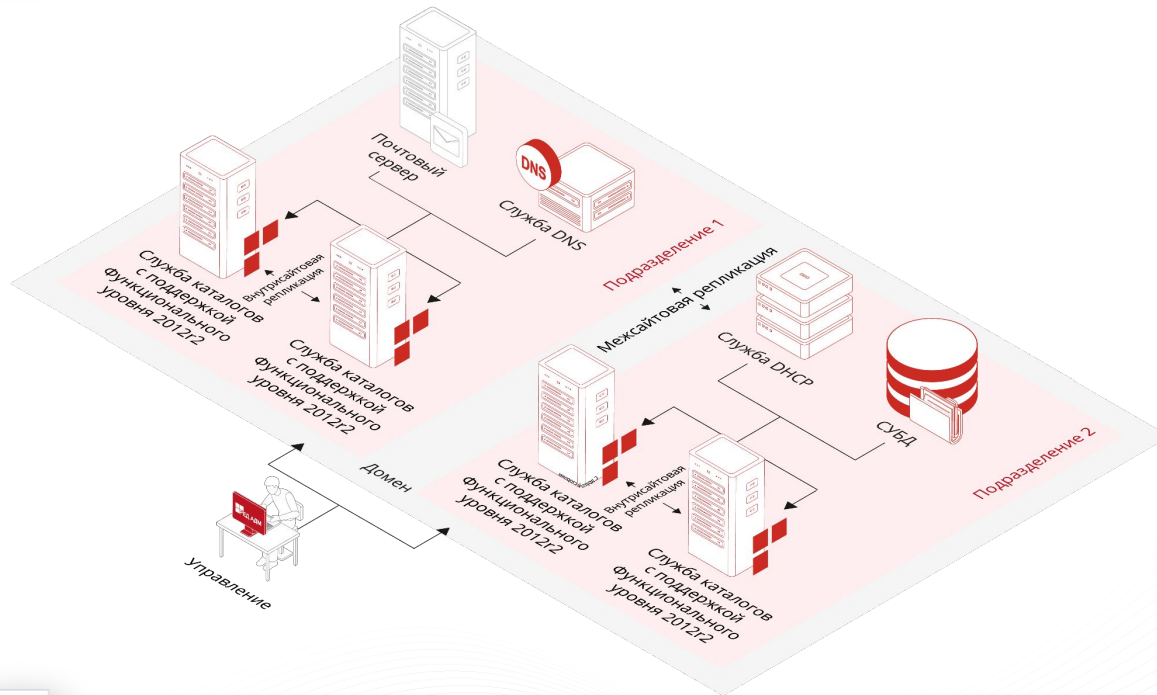 Почтовый
сервер
DNS
Служба DNS
Подразделение 1
Служба каталогов
с поддержкой
Функционального
уровня 2012r2
Внутрисайтовая
репликация
Служба каталогов
с поддержкой
Функционального
уровня 2012r2
Межсайтовая репликация
Служба DHCP
СУБД
Подразделение 2
Домен
Служба каталогов
с поддержкой
Функционального
уровня 2012r2
Внутрисайтовая
репликация
Служба каталогов
с поддержкой
Функционального
уровня 2012r2
РЕД АДМ
Управление